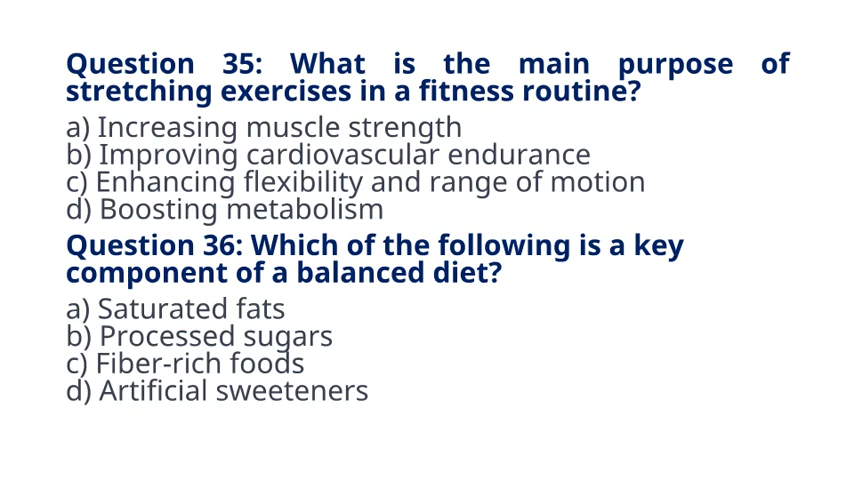 Question 35: What is the main purpose of
stretching exercises in a fitness routine?
a) Increasing muscle strength
b) Improving cardiovascular endurance
c) Enhancing flexibility and range of motion
d) Boosting metabolism
Question 36: Which of the following is a key
component of a balanced diet?
a) Saturated fats
b) Processed sugars
c) Fiber-rich foods
d) Artificial sweeteners